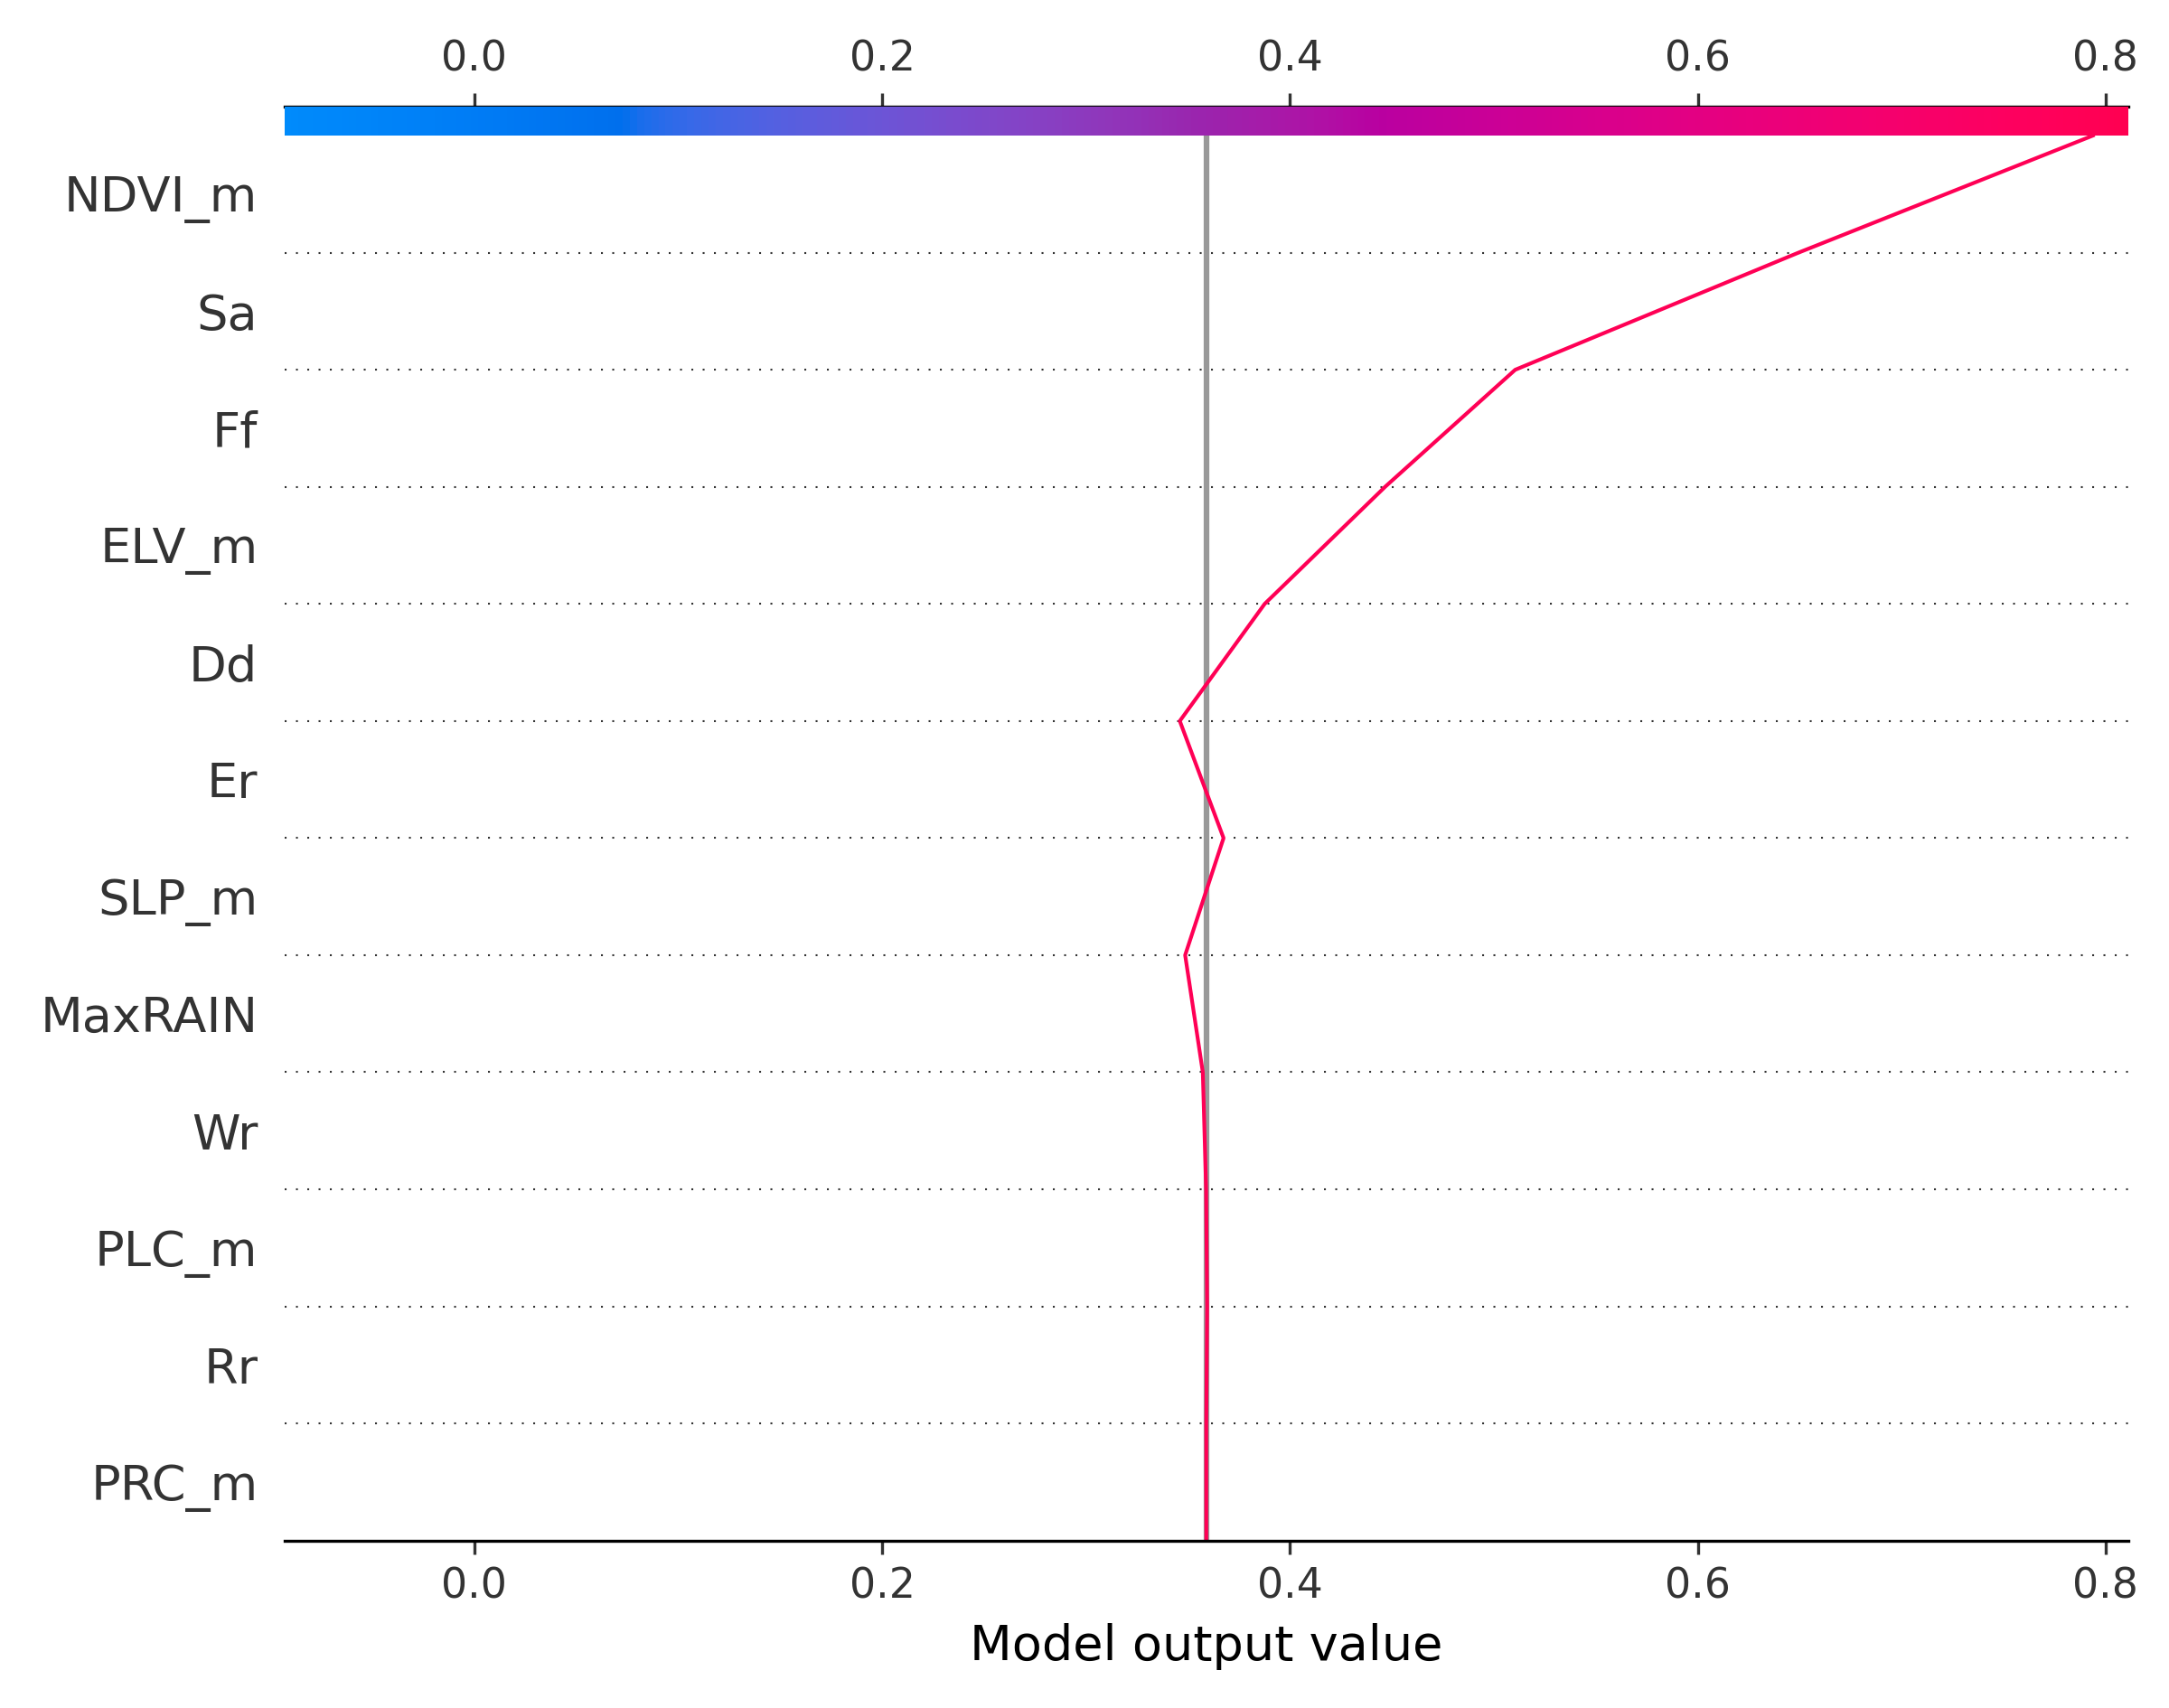 0.0 0.2 0.4 0.6 0.8
NDVI_m
Sa
Ff
ELV_m
Dd
Er
SLP_m
MaxRAIN
Wr
PLC_m
Rr
PRC_m
0.0 0.2 0.4 0.6 0.8
Model output value